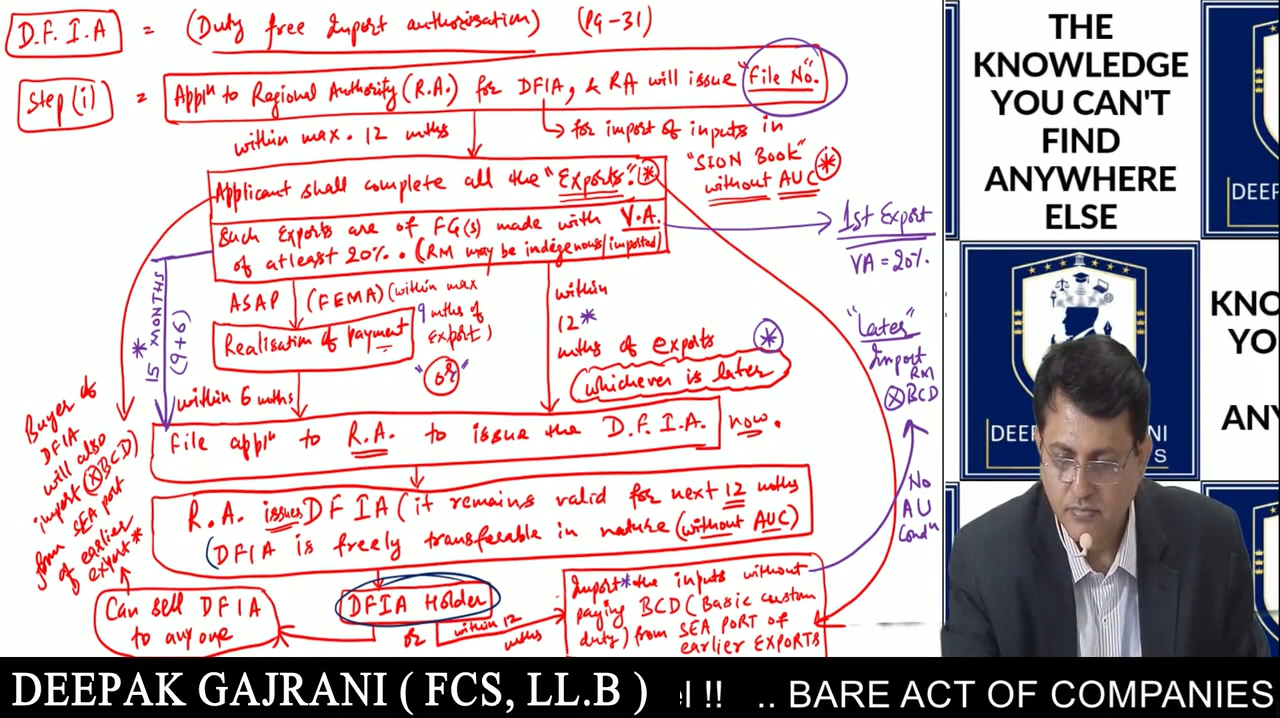 D.F.I.A = (Duty free Import authorisation) (Pg-31)
Step (i) = Applⁿ to Regional Authority (R.A.) for DFIA, & RA will issue "File No."
within max. 12 mths
for import of inputs in
"SION Book"
without AUC *
Applicant shall complete all the "Exports". *
Such Exports are of FG(s) made with V.A.
of atleast 20%. (RM may be indigenous/imported)
1st Export
VA = 20%
ASAP (FEMA) (within max
9 mths of
export)
Realisation of payment
"or"
within 6 mths
15 MONTHS
(9+6)
*
within
12*
mths of exports *
whichever is later
"later"
Import
RM
X BCD
No
AU
Condⁿ
File applⁿ to R.A. to issue the D.F.I.A. now.
R.A. issues DFIA (it remains valid for next 12 mths
(DFIA is freely transferable in nature (without AUC)
Buyer of
DFIA
will also
import (X BCD)
from SEA port
of earlier
export*
Can sell DFIA
to anyone
DFIA Holder
or
within 12
mths
Import* the inputs without
paying BCD (Basic custom
duty) from SEA PORT of
earlier EXPORTS
THE
KNOWLEDGE
YOU CAN'T
FIND
ANYWHERE
ELSE
DEEP
KNO
YO
ANY
DEEP
NI
S
DEE
DEEPAK GAJRANI ( FCS, LL.B ) !! .. BARE ACT OF COMPANIES